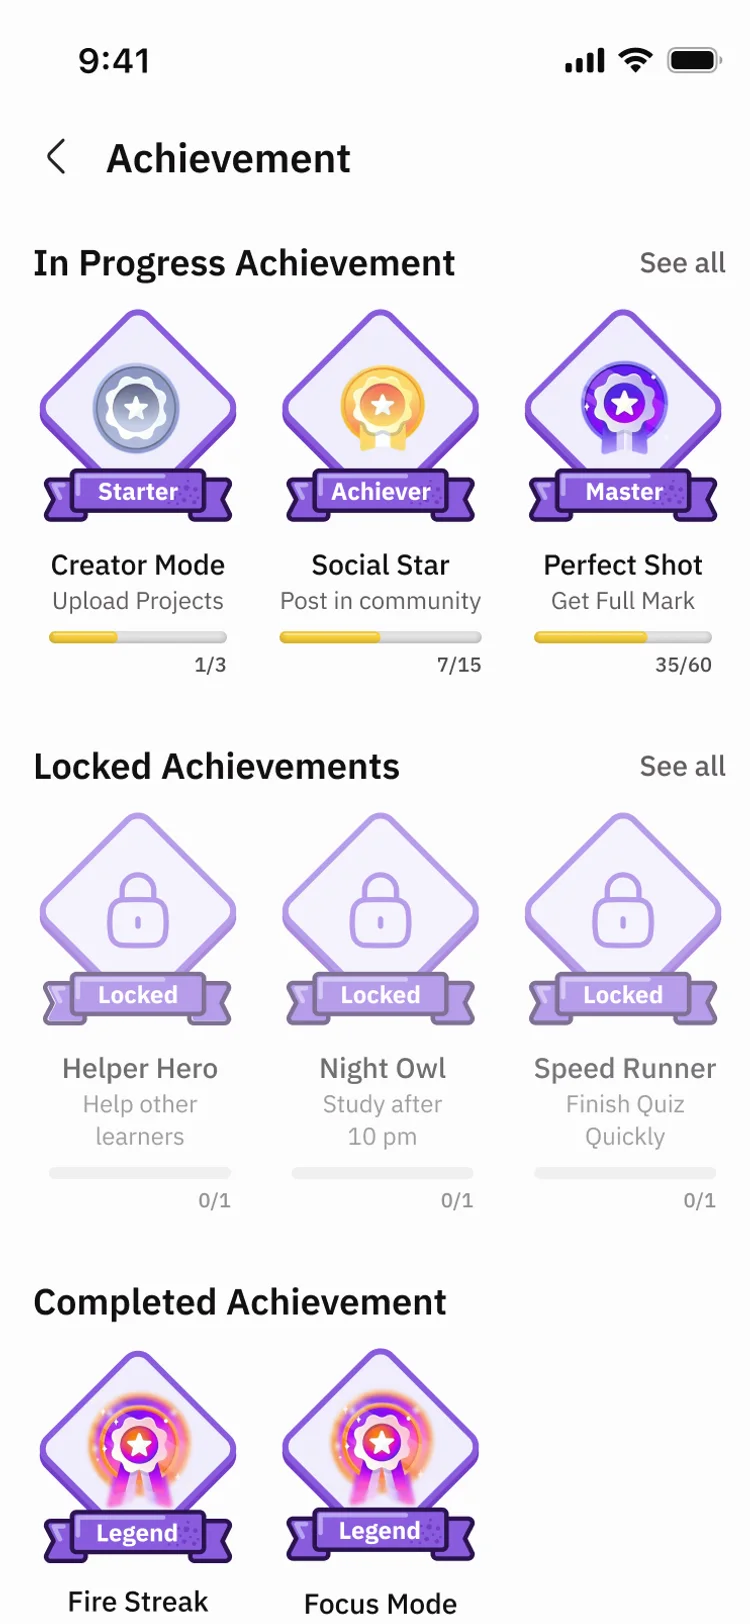 9:41
Achievement
In Progress Achievement
See all
Starter
Achiever
Master
Creator Mode
Social Star
Perfect Shot
Upload Projects
Post in community
Get Full Mark
1/3
7/15
35/60
Locked Achievements
See all
Locked
Locked
Locked
Helper Hero
Night Owl
Speed Runner
Help other
learners
Study after
10 pm
Finish Quiz
Quickly
0/1
0/1
0/1
Completed Achievement
Legend
Legend
Fire Streak
Focus Mode